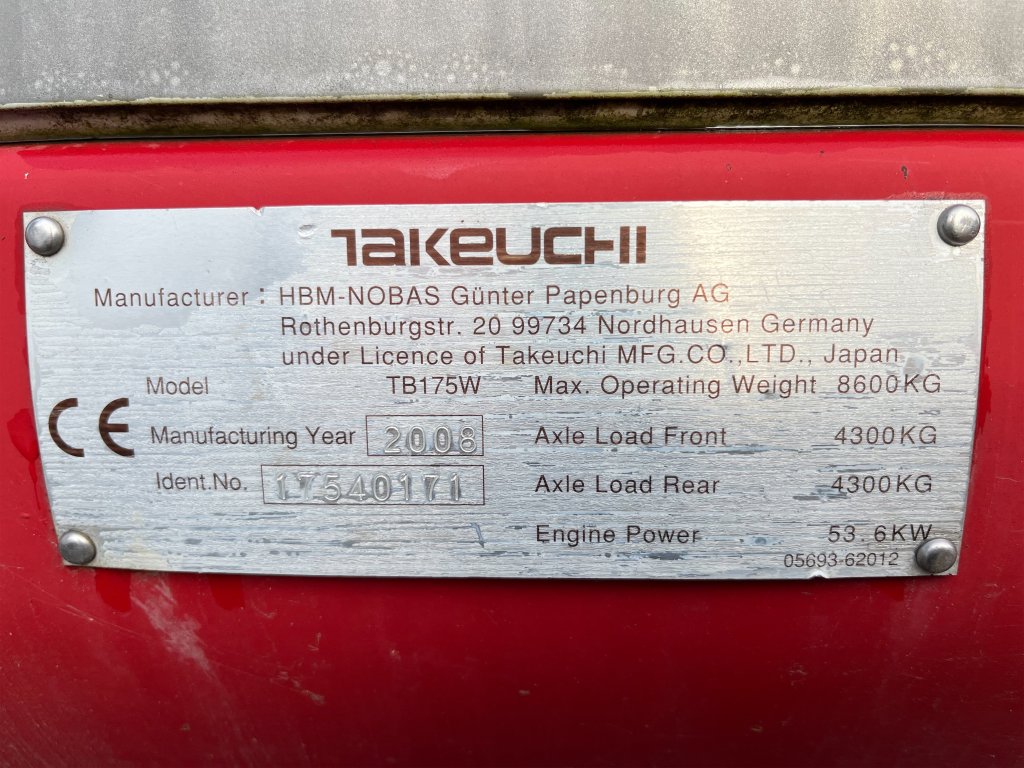 TAKEUCHI
Manufacturer : HBM-NOBAS Günter Papenburg AG
Rothenburgstr. 20 99734 Nordhausen Germany
under Licence of Takeuchi MFG.CO.,LTD., Japan
Model TB175W Max. Operating Weight 8600KG
CE Manufacturing Year 2008 Axle Load Front 4300KG
Ident.No. 17540171 Axle Load Rear 4300KG
Engine Power 53.6KW
05693-62012